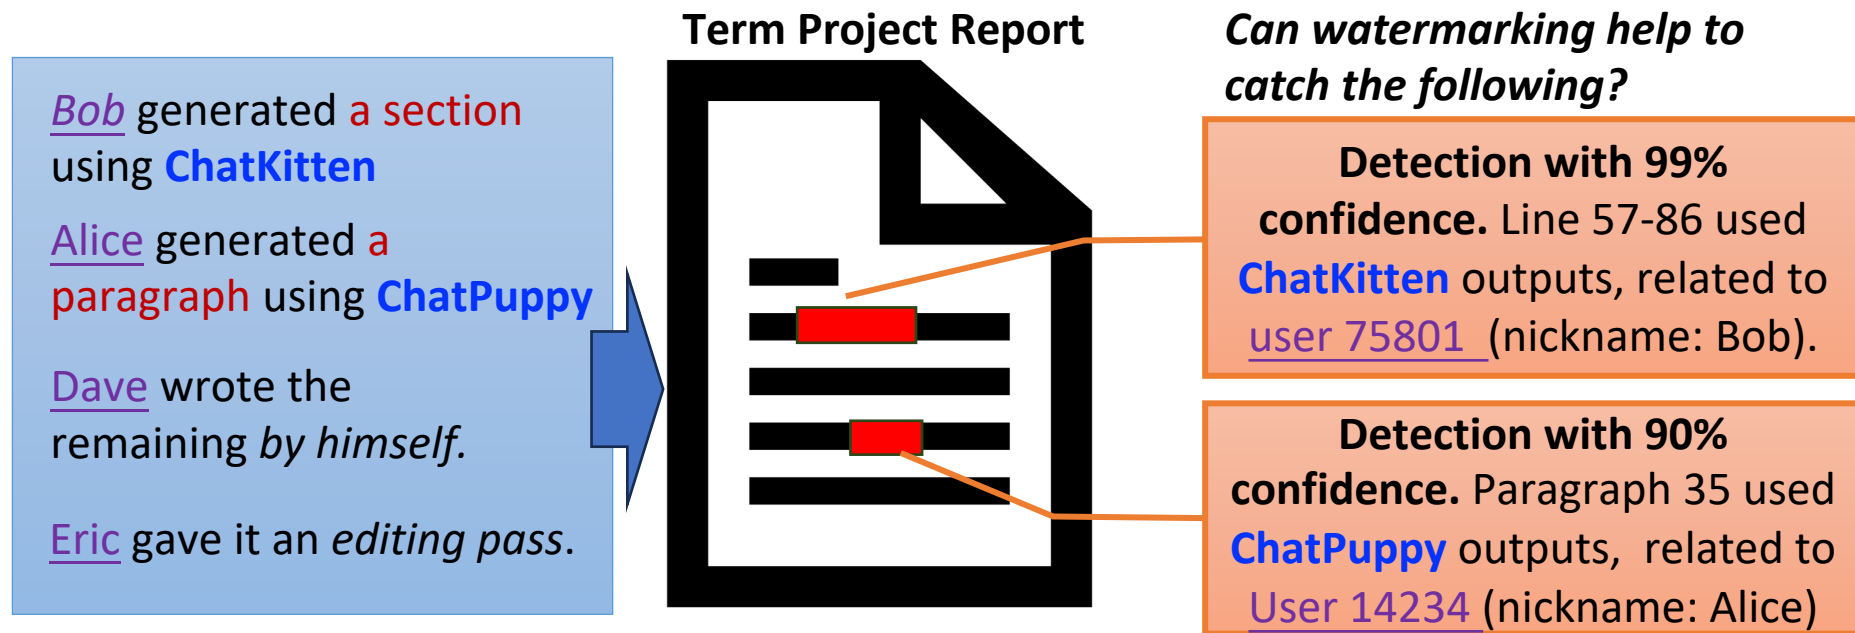 Term Project Report
Can watermarking help to
catch the following?
Bob generated a section
using ChatKitten
Alice generated a
paragraph using ChatPuppy
Dave wrote the
remaining by himself.
Eric gave it an editing pass.
Detection with 99%
confidence. Line 57-86 used
ChatKitten outputs, related to
user 75801 (nickname: Bob).
Detection with 90%
confidence. Paragraph 35 used
ChatPuppy outputs, related to
User 14234 (nickname: Alice)